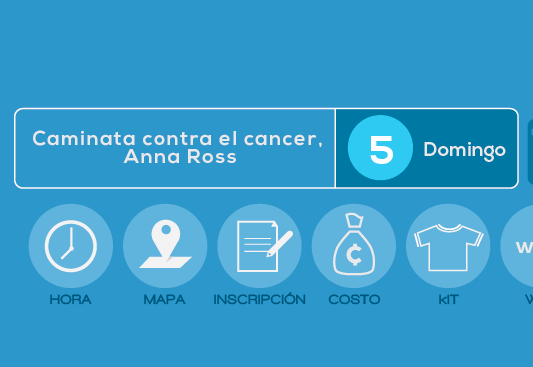 Caminata contra el cancer,
Anna Ross
5 Domingo
HORA MAPA INSCRIPCIÓN COSTO kIT